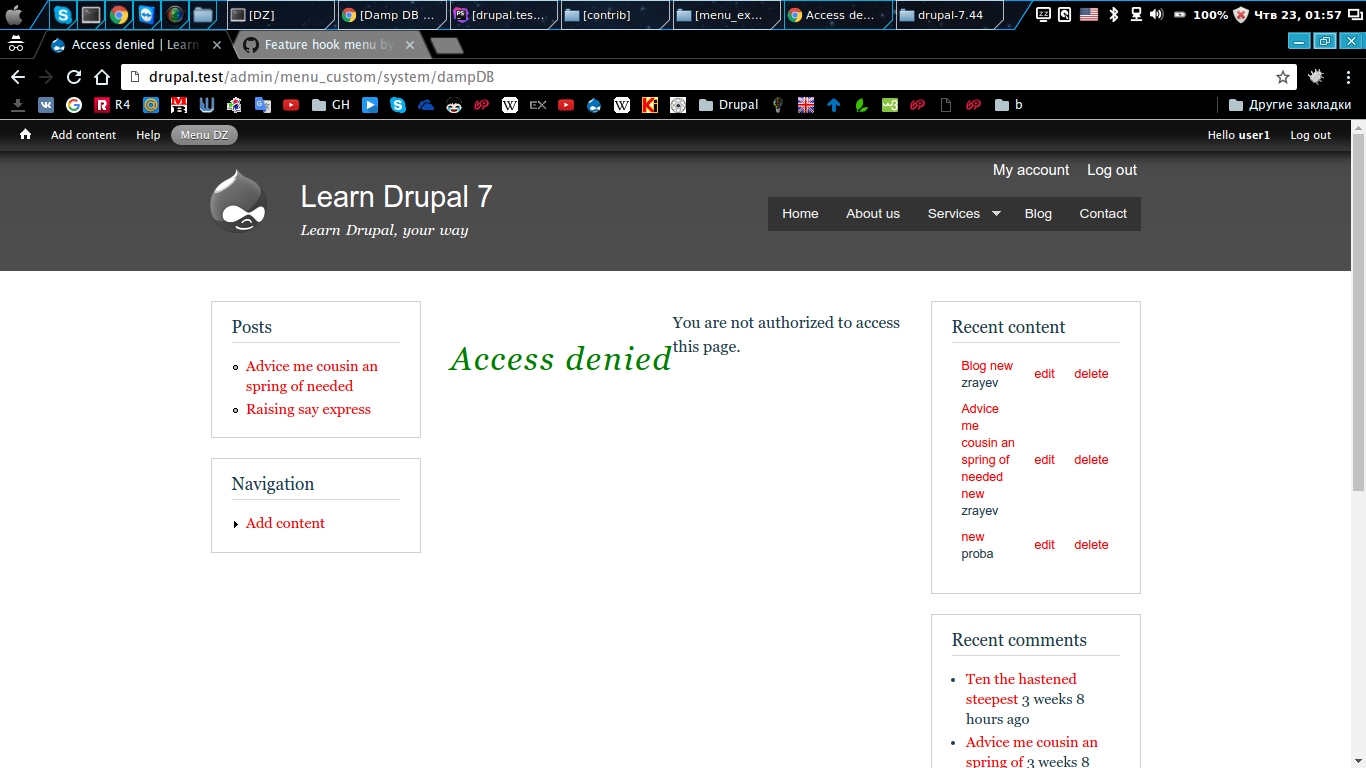 [DZ]
[Damp DB ...
[drupal.tes...
[contrib]
[menu_ex...
Access de...
drupal-7.44
100%
Чтв 23, 01:57
Access denied | Learn
Feature hook menu by
drupal.test/admin/menu_custom/system/dampDB
R4
GH
EX
Drupal
b
Другие закладки
Add content
Help
Menu DZ
Hello user1
Log out
My account
Log out
Learn Drupal 7
Learn Drupal, your way
Home
About us
Services
Blog
Contact
Posts
Advice me cousin an
spring of needed
Raising say express
Navigation
Add content
Access denied
You are not authorized to access
this page.
Recent content
Blog new
zrayev
edit
delete
Advice
me
cousin an
spring of
needed
new
zrayev
edit
delete
new
proba
edit
delete
Recent comments
Ten the hastened
steepest 3 weeks 8
hours ago
Advice me cousin an
spring of 3 weeks 8